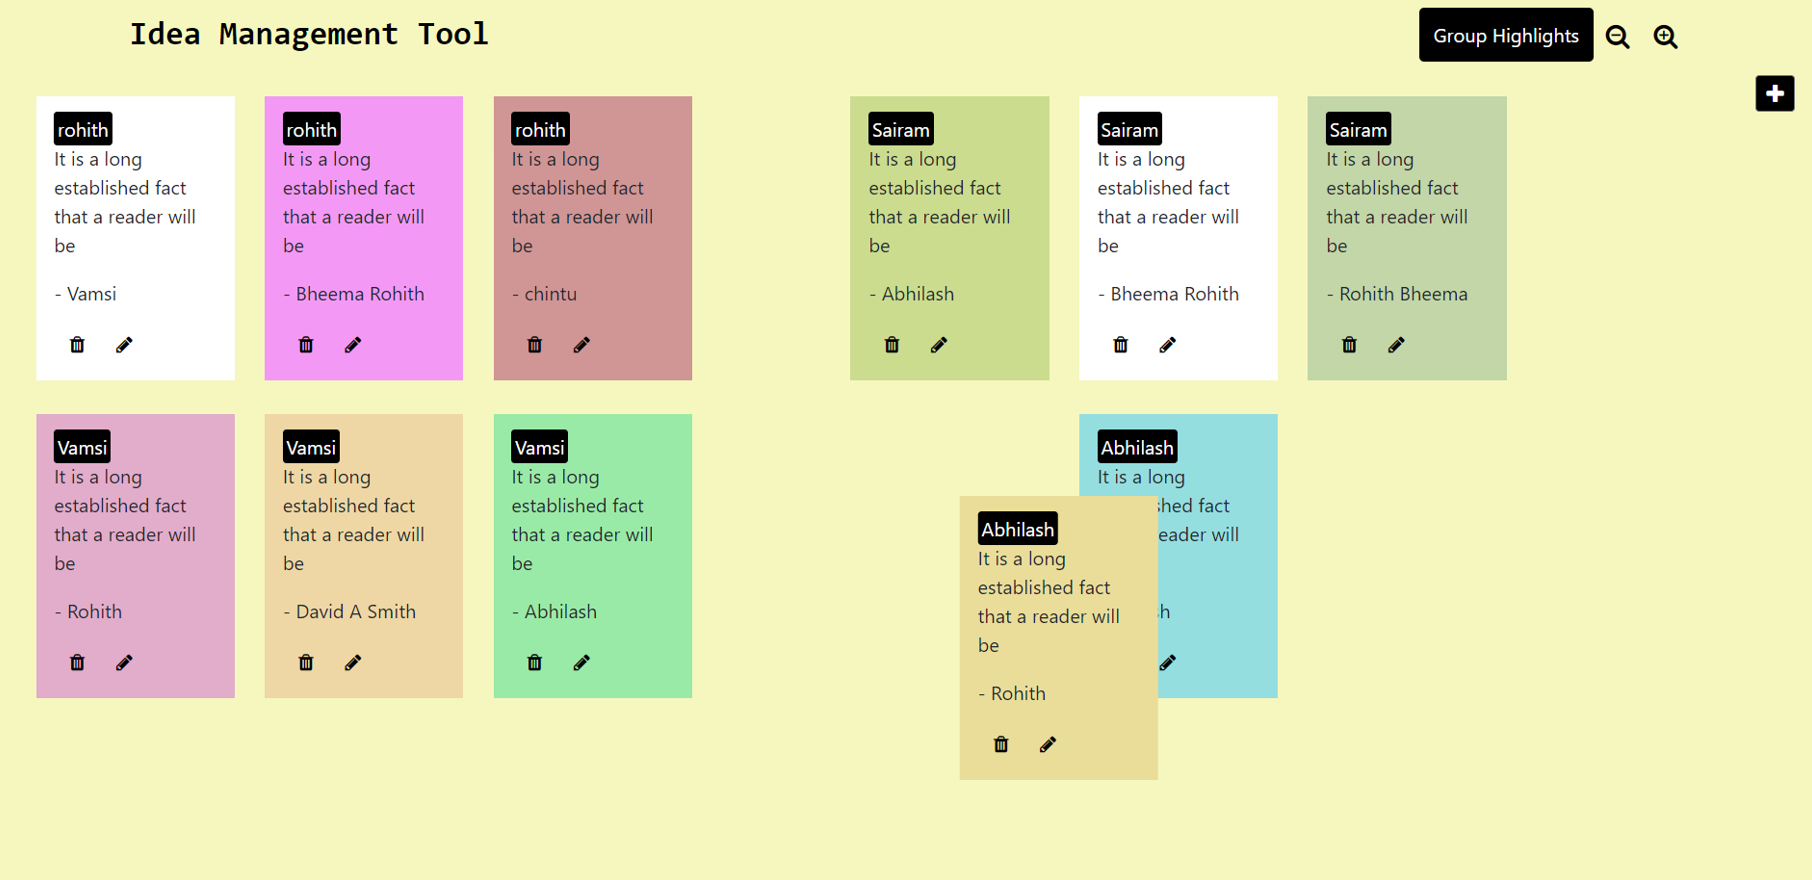 Idea Management Tool
Group Highlights
rohith
It is a long
established fact
that a reader will
be
- Vamsi
rohith
It is a long
established fact
that a reader will
be
- Bheema Rohith
rohith
It is a long
established fact
that a reader will
be
- chintu
Sairam
It is a long
established fact
that a reader will
be
- Abhilash
Sairam
It is a long
established fact
that a reader will
be
- Bheema Rohith
Sairam
It is a long
established fact
that a reader will
be
- Rohith Bheema
Vamsi
It is a long
established fact
that a reader will
be
- Rohith
Vamsi
It is a long
established fact
that a reader will
be
- David A Smith
Vamsi
It is a long
established fact
that a reader will
be
- Abhilash
Abhilash
It is a long
established fact
that a reader will
be
- Rohith
Abhilash
It is a long
fact
will